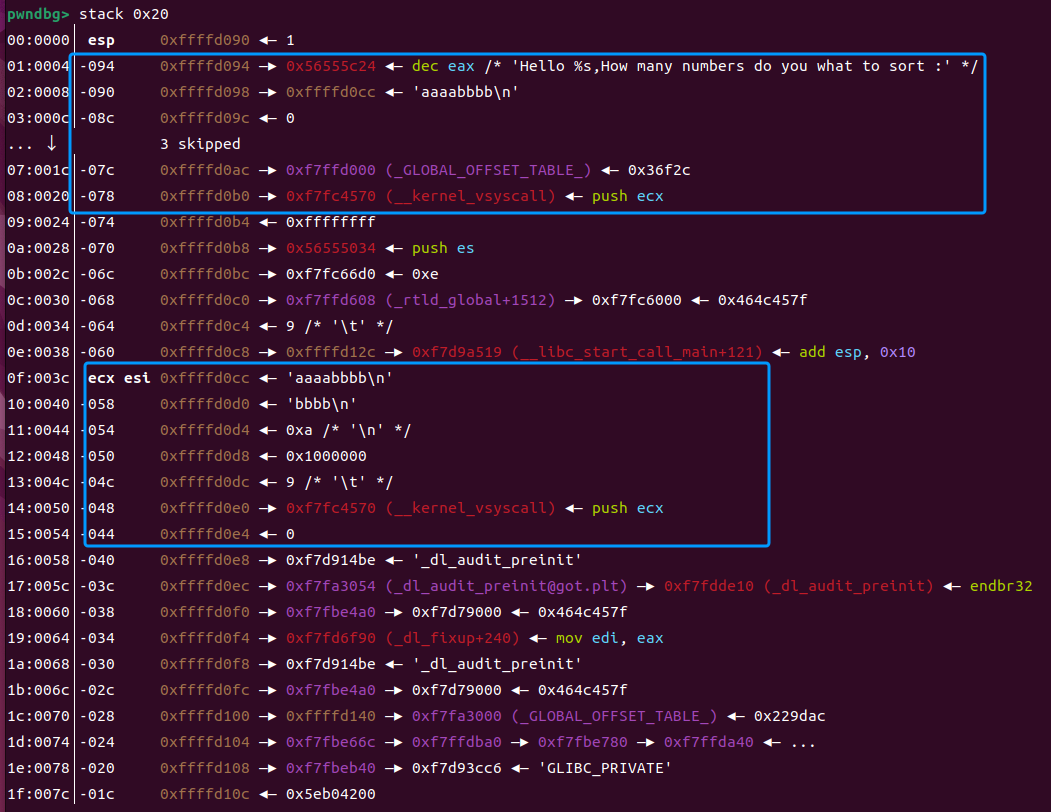 pwndbg> stack 0x20
00:0000│ esp 0xffffd090 ◂— 1
01:0004│-094 0xffffd094 —▸ 0x56555c24 ◂— dec eax /* 'Hello %s,How many numbers do you what to sort :' */
02:0008│-090 0xffffd098 —▸ 0xffffd0cc ◂— 'aaaabbbb\n'
03:000c│-08c 0xffffd09c ◂— 0
... ↓ 3 skipped
07:001c│-07c 0xffffd0ac —▸ 0xf7ffd000 (_GLOBAL_OFFSET_TABLE_) ◂— 0x36f2c
08:0020│-078 0xffffd0b0 —▸ 0xf7fc4570 (__kernel_vsyscall) ◂— push ecx
09:0024│-074 0xffffd0b4 ◂— 0xffffffff
0a:0028│-070 0xffffd0b8 —▸ 0x56555034 ◂— push es
0b:002c│-06c 0xffffd0bc —▸ 0xf7fc66d0 ◂— 0xe
0c:0030│-068 0xffffd0c0 —▸ 0xf7ffd608 (_rtld_global+1512) —▸ 0xf7fc6000 ◂— 0x464c457f
0d:0034│-064 0xffffd0c4 ◂— 9 /* '\t' */
0e:0038│-060 0xffffd0c8 —▸ 0xffffd12c —▸ 0xf7d9a519 (__libc_start_call_main+121) ◂— add esp, 0x10
0f:003c│ ecx esi 0xffffd0cc ◂— 'aaaabbbb\n'
10:0040│-058 0xffffd0d0 ◂— 'bbbb\n'
11:0044│-054 0xffffd0d4 ◂— 0xa /* '\n' */
12:0048│-050 0xffffd0d8 ◂— 0x1000000
13:004c│-04c 0xffffd0dc ◂— 9 /* '\t' */
14:0050│-048 0xffffd0e0 —▸ 0xf7fc4570 (__kernel_vsyscall) ◂— push ecx
15:0054│-044 0xffffd0e4 ◂— 0
16:0058│-040 0xffffd0e8 —▸ 0xf7d914be ◂— '_dl_audit_preinit'
17:005c│-03c 0xffffd0ec —▸ 0xf7fa3054 (_dl_audit_preinit@got.plt) —▸ 0xf7fdde10 (_dl_audit_preinit) ◂— endbr32
18:0060│-038 0xffffd0f0 —▸ 0xf7fbe4a0 —▸ 0xf7d79000 ◂— 0x464c457f
19:0064│-034 0xffffd0f4 —▸ 0xf7fd6f90 (_dl_fixup+240) ◂— mov edi, eax
1a:0068│-030 0xffffd0f8 —▸ 0xf7d914be ◂— '_dl_audit_preinit'
1b:006c│-02c 0xffffd0fc —▸ 0xf7fbe4a0 —▸ 0xf7d79000 ◂— 0x464c457f
1c:0070│-028 0xffffd100 —▸ 0xffffd140 —▸ 0xf7fa3000 (_GLOBAL_OFFSET_TABLE_) ◂— 0x229dac
1d:0074│-024 0xffffd104 —▸ 0xf7fbe66c —▸ 0xf7ffdba0 —▸ 0xf7fbe780 —▸ 0xf7ffda40 ◂— ...
1e:0078│-020 0xffffd108 —▸ 0xf7fbeb40 —▸ 0xf7d93cc6 ◂— 'GLIBC_PRIVATE'
1f:007c│-01c 0xffffd10c ◂— 0x5eb04200